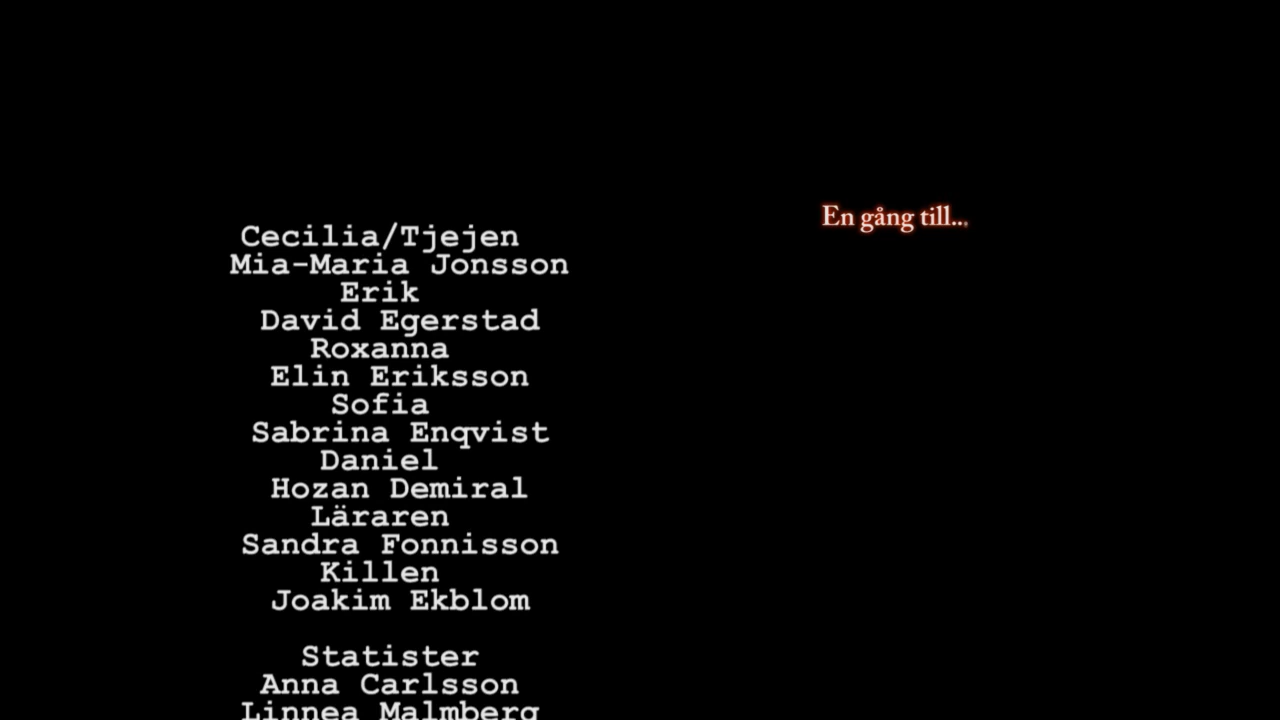 En gång till...
Cecilia/Tjejen
Mia-Maria Jonsson
Erik
David Egerstad
Roxanna
Elin Eriksson
Sofia
Sabrina Enqvist
Daniel
Hozan Demiral
Läraren
Sandra Fonnisson
Killen
Joakim Ekblom
Statister
Anna Carlsson
Linnea Malmberg